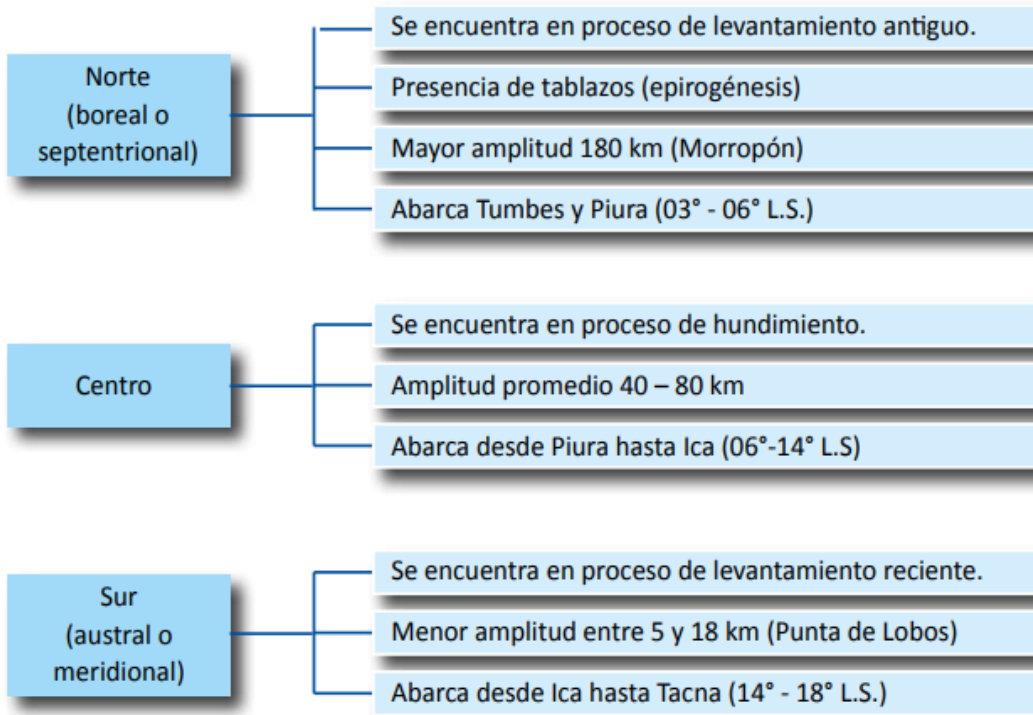 Norte
(boreal o
septentrional)
Se encuentra en proceso de levantamiento antiguo.
Presencia de tablazos (epirogénesis)
Mayor amplitud 180 km (Morropón)
Abarca Tumbes y Piura (03° - 06° L.S.)
Centro
Se encuentra en proceso de hundimiento.
Amplitud promedio 40 – 80 km
Abarca desde Piura hasta Ica (06°-14° L.S)
Sur
(austral o
meridional)
Se encuentra en proceso de levantamiento reciente.
Menor amplitud entre 5 y 18 km (Punta de Lobos)
Abarca desde Ica hasta Tacna (14° - 18° L.S.)